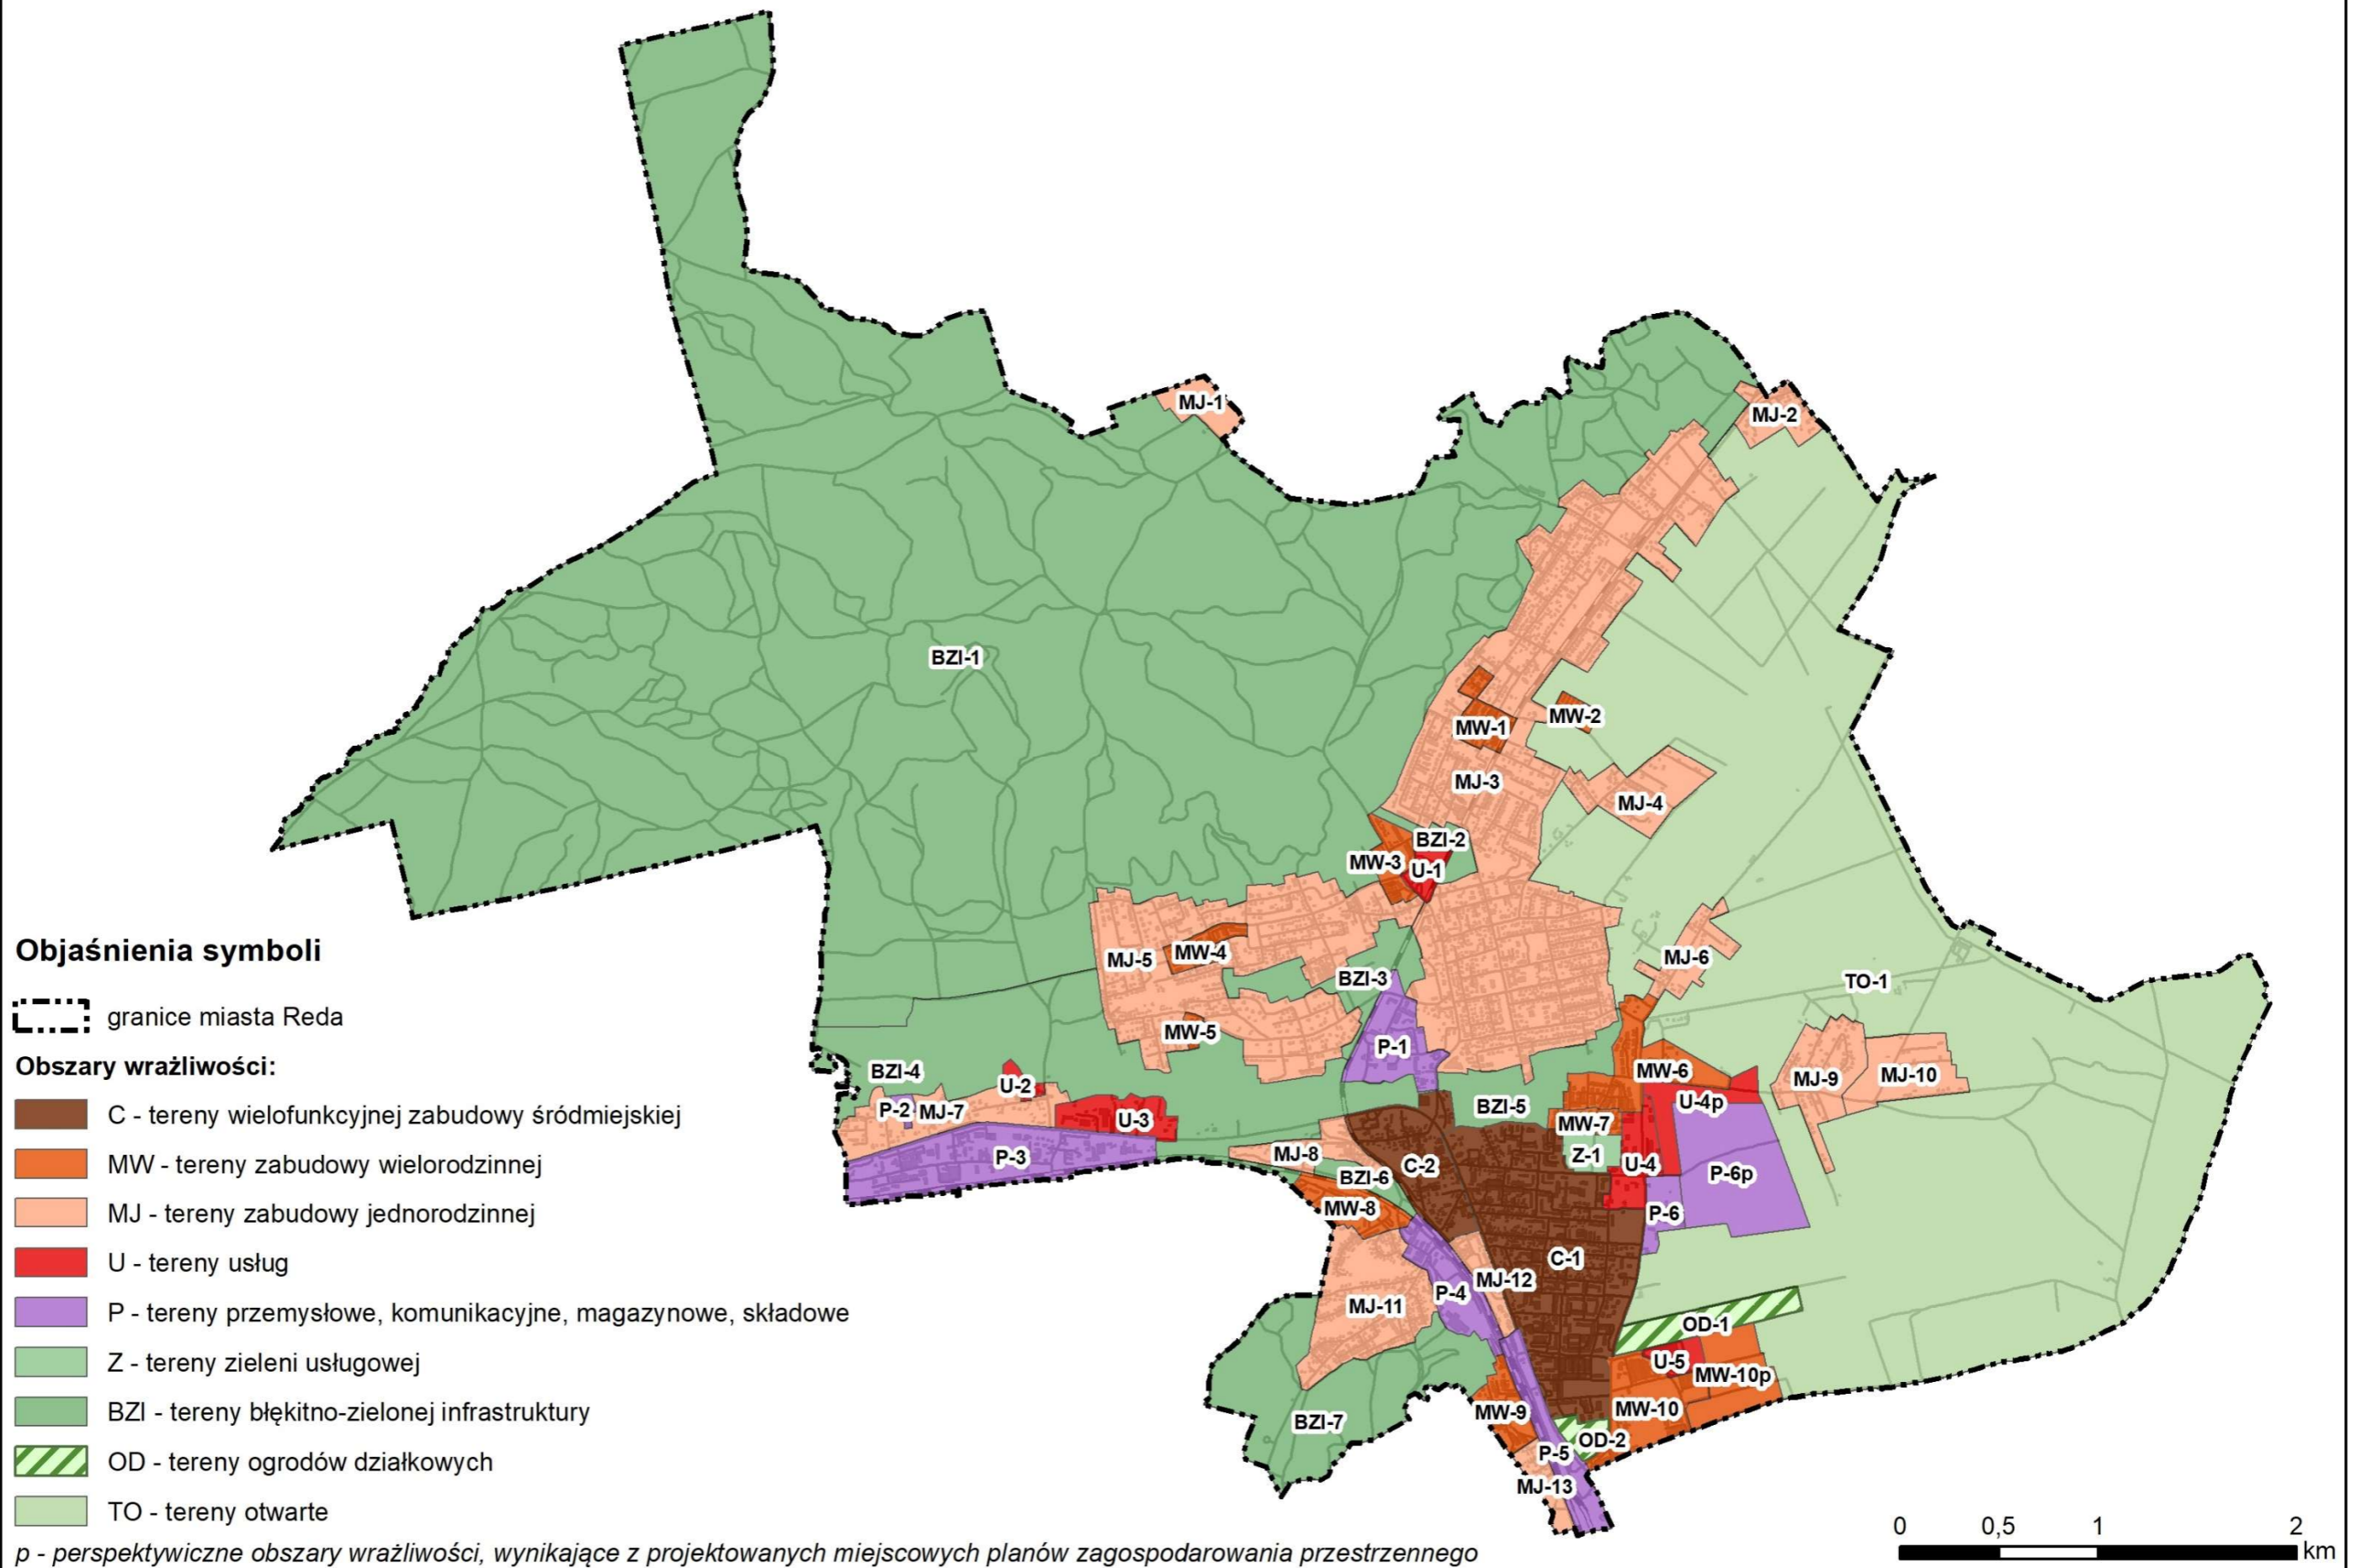 MJ-1
MJ-2
BZI-1
MW-2
MW-1
MJ-3
MJ-4
BZI-2
MW-3
U-1
MW-4
MJ-5
MJ-6
BZI-3
TO-1
MW-5
P-1
BZI-4
MW-6
MJ-10
MJ-9
U-2
U-4p
BZI-5
P-2
MJ-7
U-3
MW-7
MJ-8
Z-1
P-3
C-2
U-4
P-6p
BZI-6
MW-8
P-6
C-1
MJ-12
P-4
MJ-11
OD-1
U-5
MW-10p
MW-10
MW-9
BZI-7
OD-2
P-5
MJ-13
Objaśnienia symboli
granice miasta Reda
Obszary wrażliwości:
C - tereny wielofunkcyjnej zabudowy śródmiejskiej
MW - tereny zabudowy wielorodzinnej
MJ - tereny zabudowy jednorodzinnej
U - tereny usług
P - tereny przemysłowe, komunikacyjne, magazynowe, składowe
Z - tereny zieleni usługowej
BZI - tereny błękitno-zielonej infrastruktury
OD - tereny ogrodów działkowych
TO - tereny otwarte
p - perspektywiczne obszary wrażliwości, wynikające z projektowanych miejscowych planów zagospodarowania przestrzennego
0 0,5 1 2
km